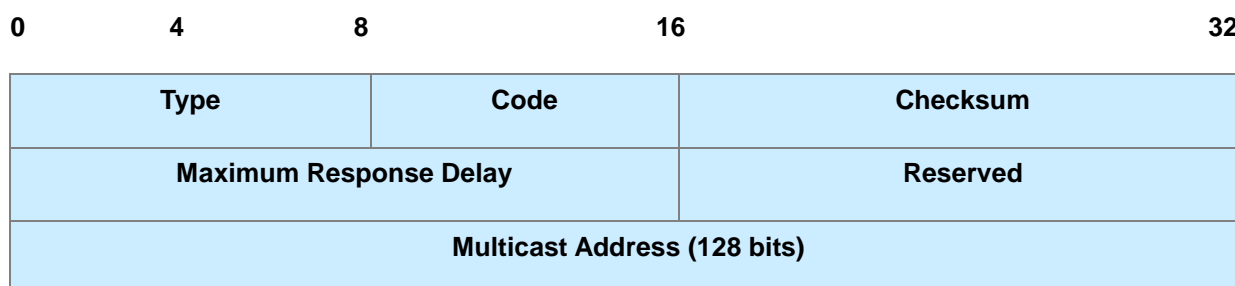 0 4 8 16 32
Type Code Checksum
Maximum Response Delay Reserved
Multicast Address (128 bits)